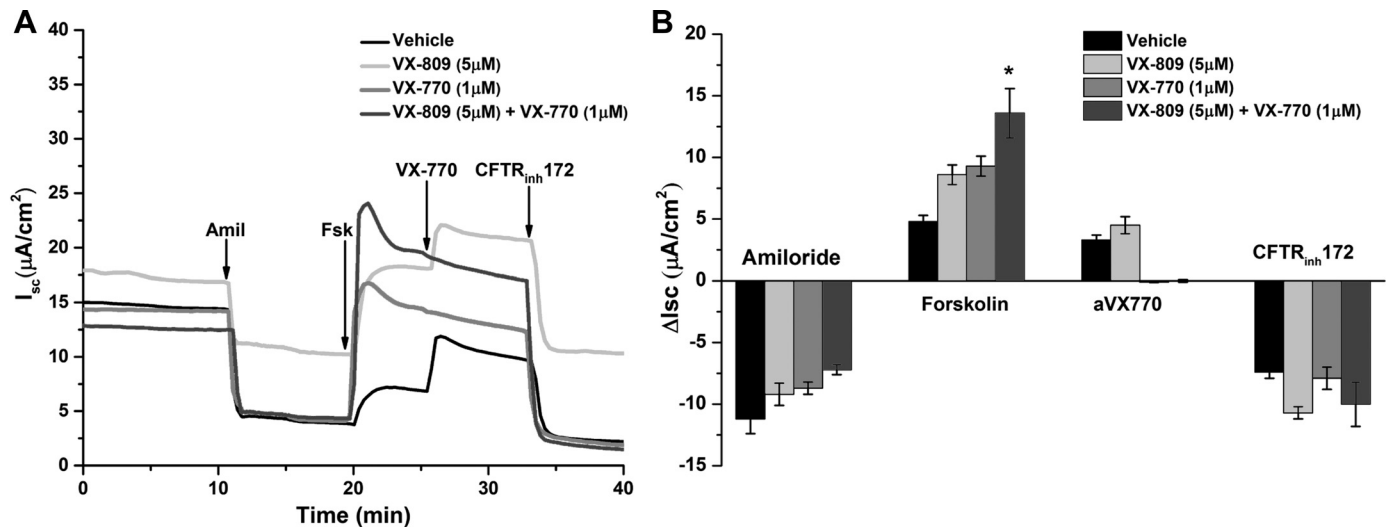 A
Vehicle
VX-809 (5μM)
VX-770 (1μM)
VX-809 (5μM) + VX-770 (1μM)
Amil
Fsk
VX-770
CFTRinh172
Isc(μA/cm2)
40
35
30
25
20
15
10
5
0
0 10 20 30 40
Time (min)
B
Vehicle
VX-809 (5μM)
VX-770 (1μM)
VX-809 (5μM) + VX-770 (1μM)
*
ΔIsc (μA/cm2)
20
15
10
5
0
-5
-10
-15
Amiloride
Forskolin
aVX770
CFTRinh172